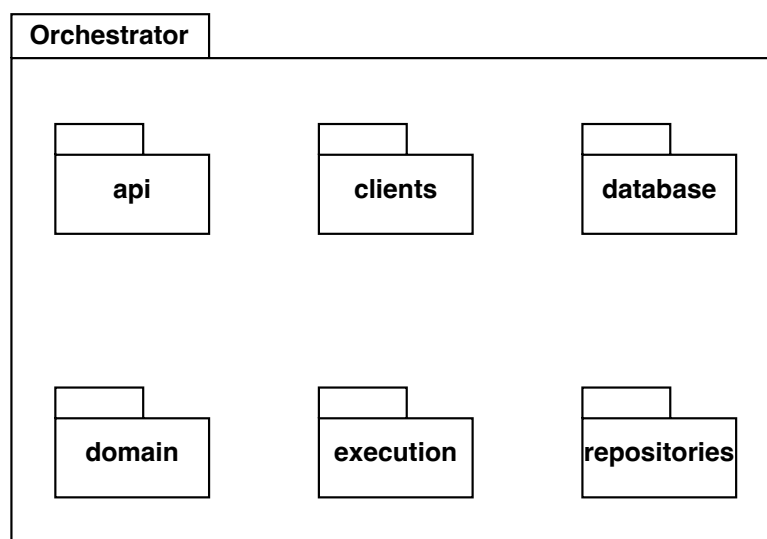 Orchestrator
api
clients
database
domain
execution
repositories